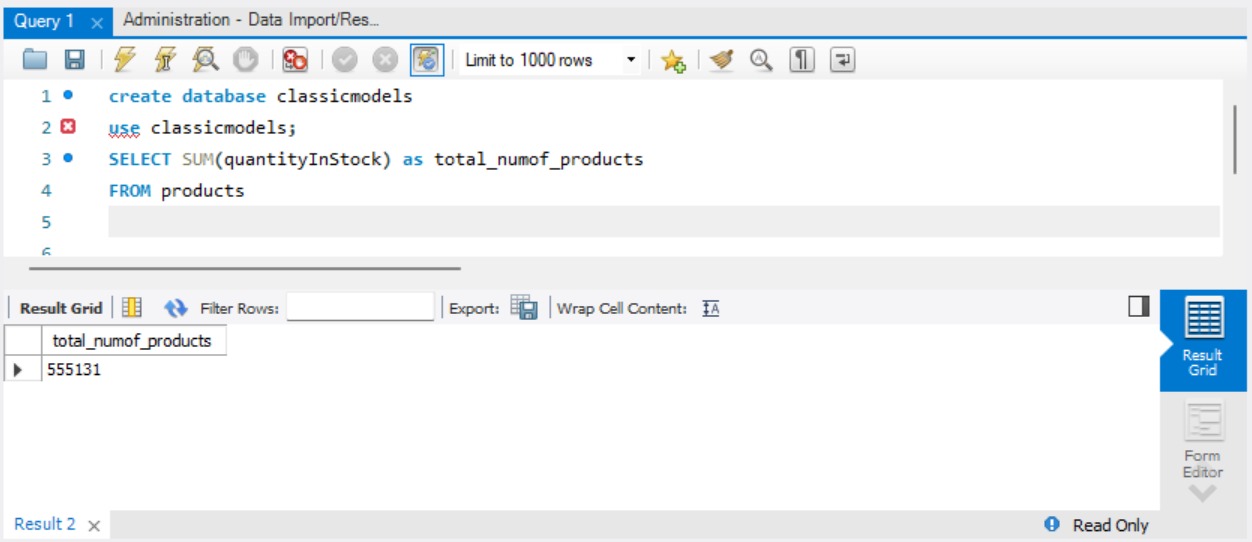 Query 1
Administration - Data Import/Res...
Limit to 1000 rows
1 create database classicmodels
2 use classicmodels;
3 SELECT SUM(quantityInStock) as total_numof_products
4 FROM products
5
6
Result Grid Filter Rows: Export: Wrap Cell Content: IA
total_numof_products
555131
Result
Grid
Form
Editor
Result 2
Read Only